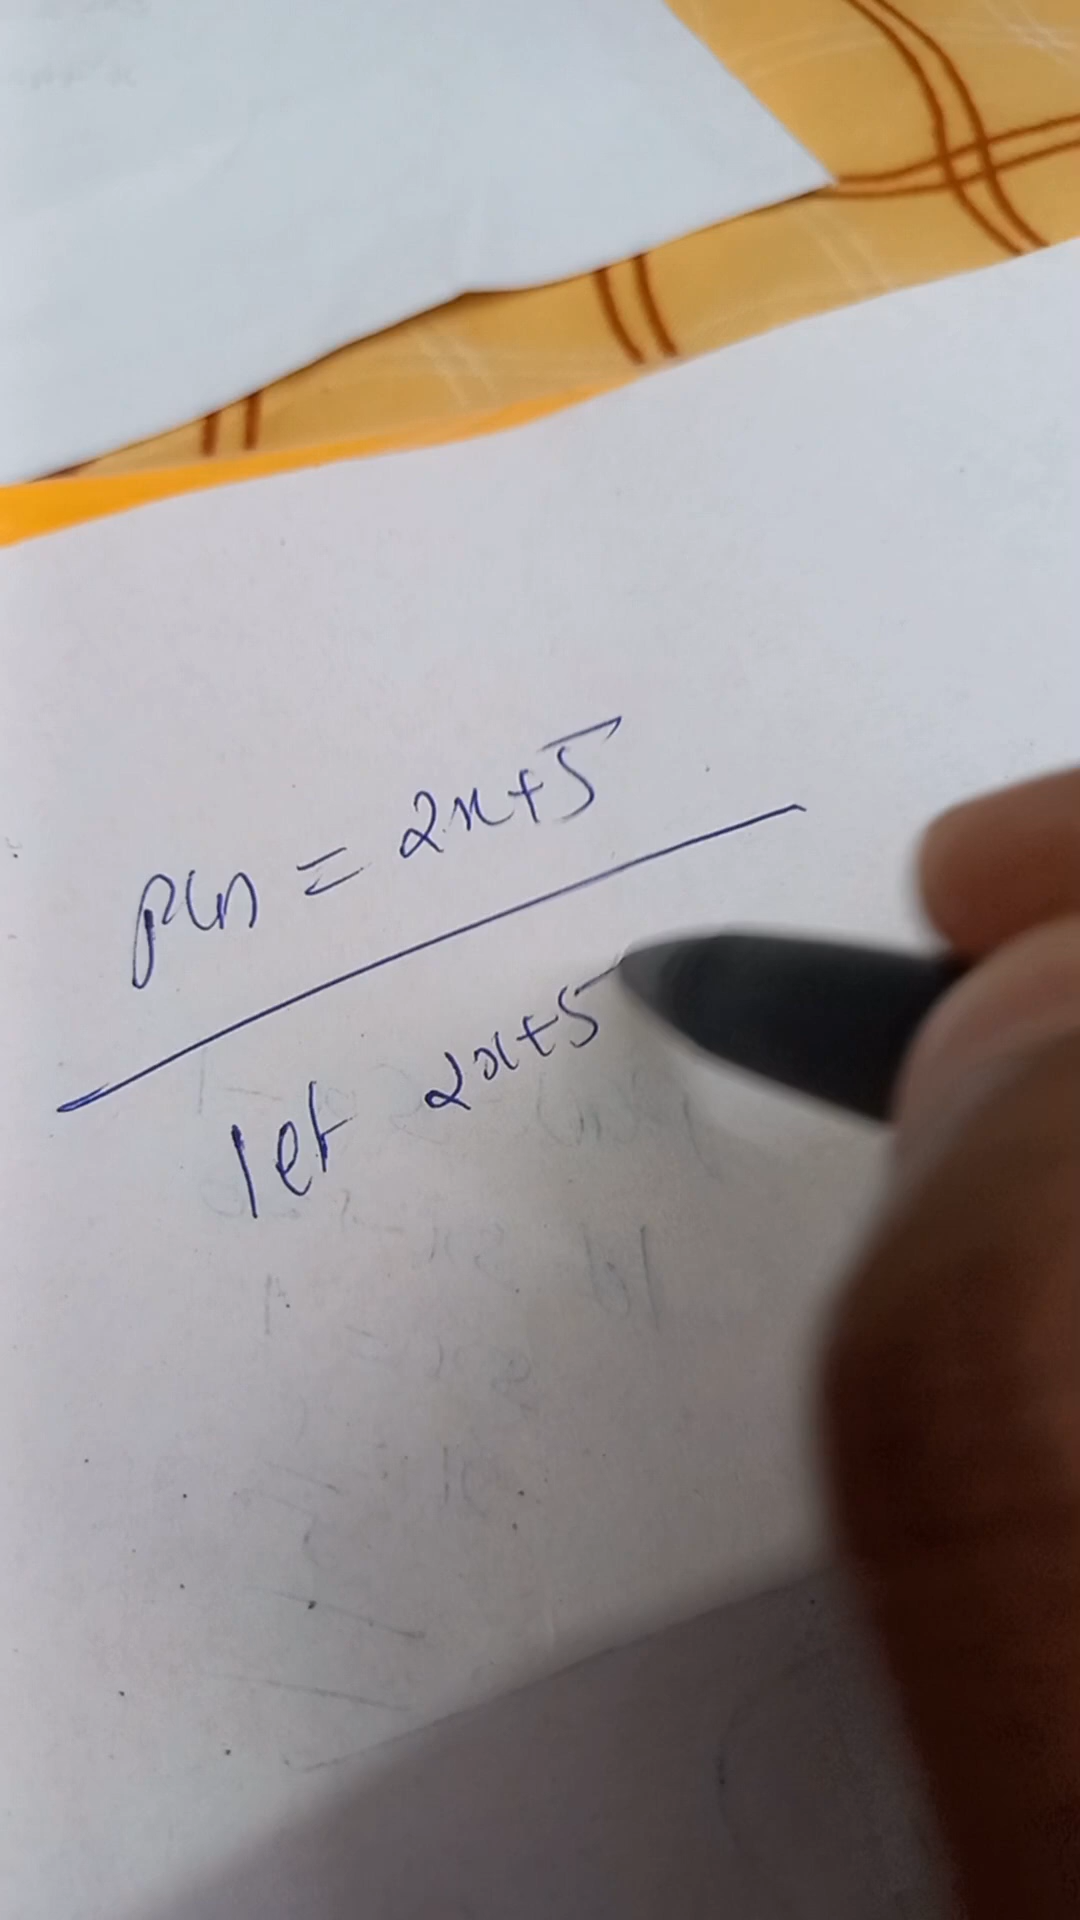 p(x) = 2x+5
let 2x+5